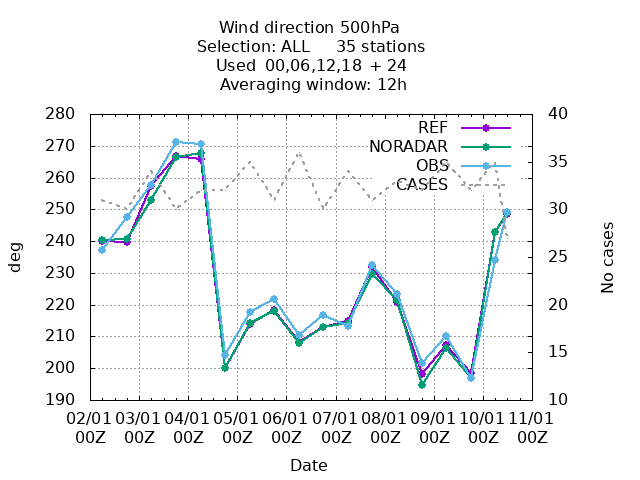 Wind direction 500hPa
Selection: ALL 35 stations
Used 00,06,12,18 + 24
Averaging window: 12h
280 40
REF
270 NORADAR
OBS 35
260 CASES
250 30
240
230 25
220 20
210
200 15
190 10
deg
No cases
02/01 03/01 04/01 05/01 06/01 07/01 08/01 09/01 10/01 11/01
00Z 00Z 00Z 00Z 00Z 00Z 00Z 00Z 00Z 00Z
Date